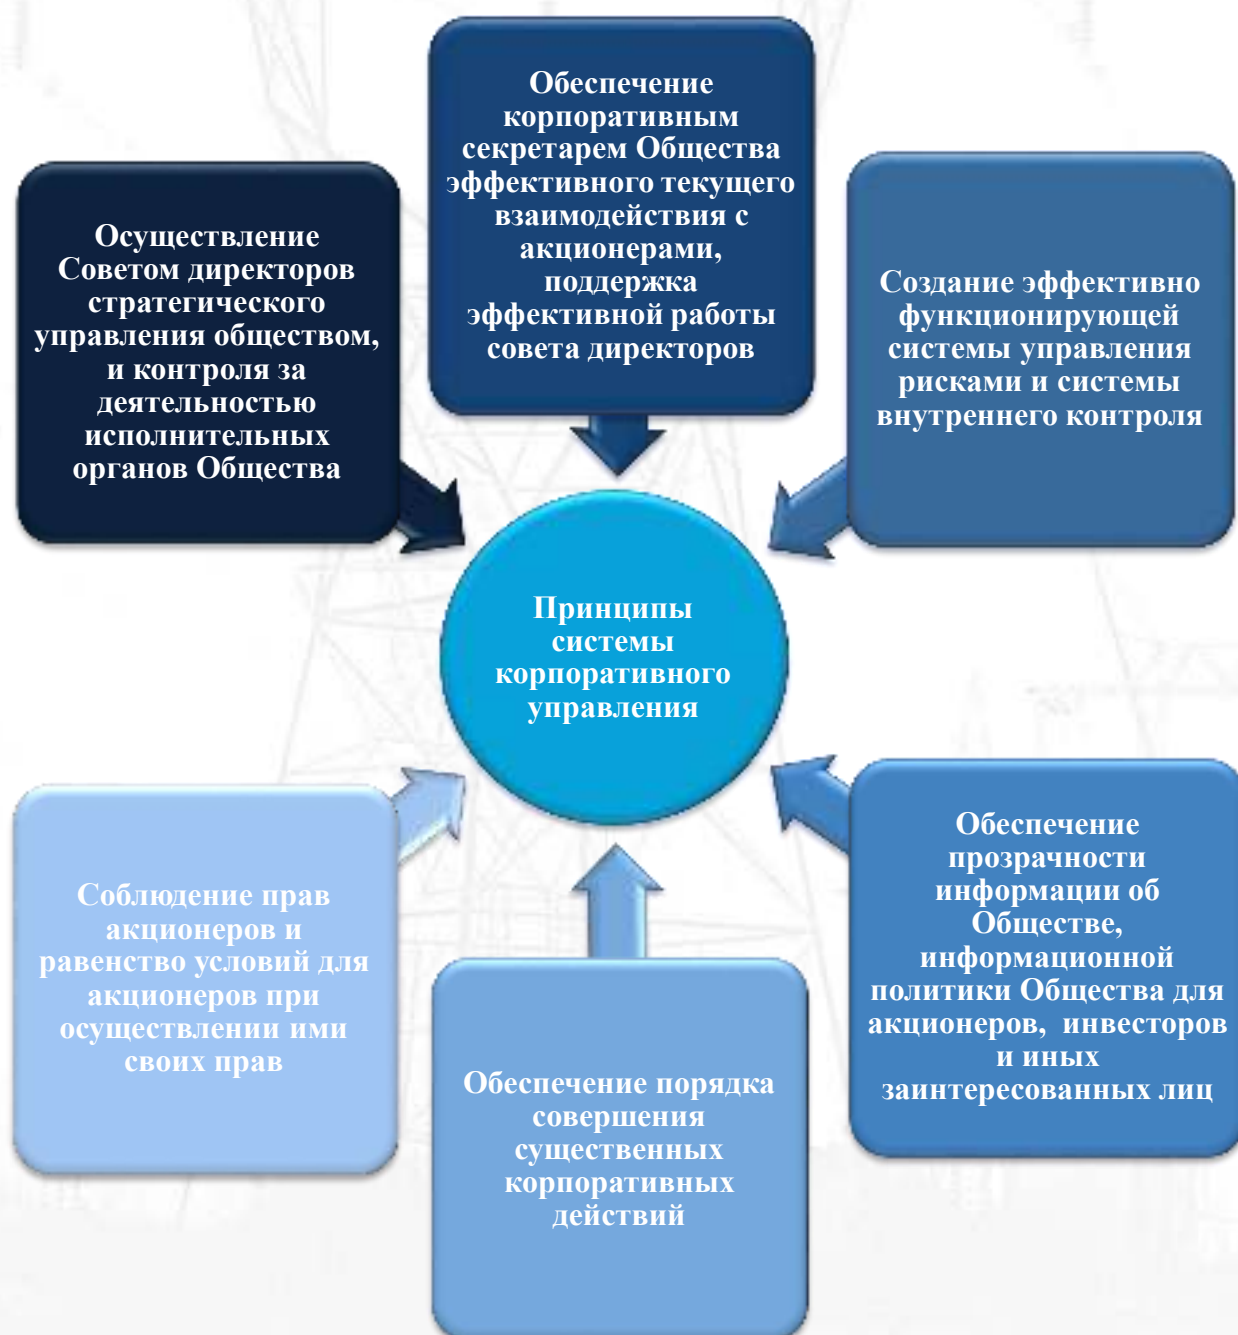 Обеспечение
корпоративным
секретарем Общества
эффективного текущего
взаимодействия с
акционерами,
поддержка
эффективной работы
совета директоров
Осуществление
Советом директоров
стратегического
управления обществом,
и контроля за
деятельностью
исполнительных
органов Общества
Создание эффективно
функционирующей
системы управления
рисками и системы
внутреннего контроля
Принципы
системы
корпоративного
управления
Соблюдение прав
акционеров и
равенство условий для
акционеров при
осуществлении ими
своих прав
Обеспечение порядка
совершения
существенных
корпоративных
действий
Обеспечение
прозрачности
информации об
Обществе,
информационной
политики Общества для
акционеров, инвесторов
и иных
заинтересованных лиц